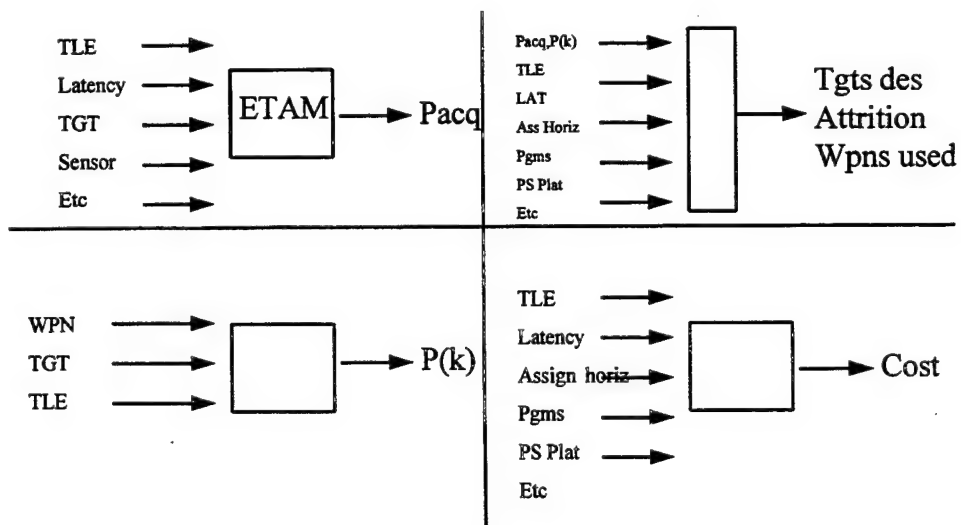 TLE
Latency
TGT
Sensor
Etc
ETAM
Pacq
Pacq,P(k)
TLE
LAT
Ass Horiz
Pgms
PS Plat
Etc
Tgts des
Attrition
Wpns used
WPN
TGT
TLE
P(k)
TLE
Latency
Assign horiz
Pgms
PS Plat
Etc
Cost